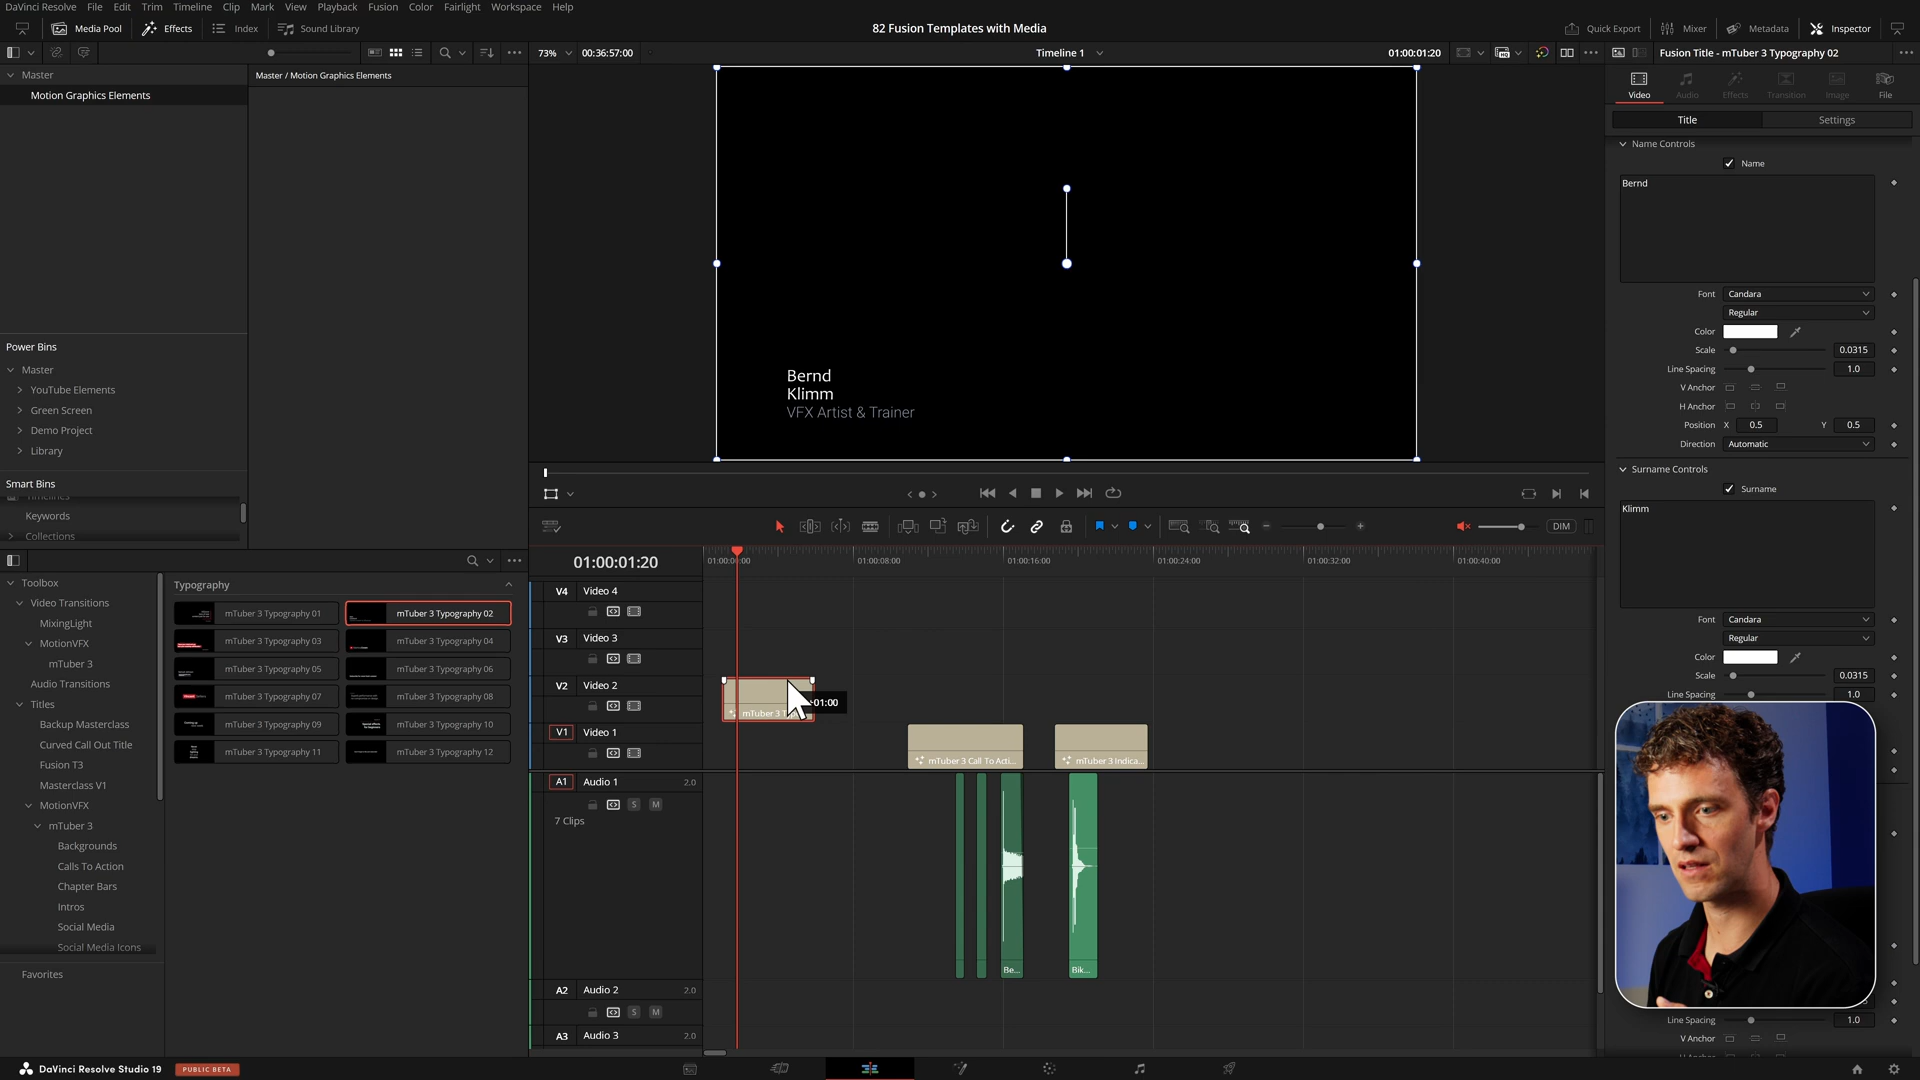 DaVinci Resolve File Edit Trim Timeline Clip Mark View Playback Fusion Color Fairlight Workspace Help
Media Pool Effects Index Sound Library
82 Fusion Templates with Media
Quick Export Mixer Metadata Inspector
73% 00:36:57:00 Timeline 1 01:00:01:20
Fusion Title - mTuber 3 Typography 02
Master
Motion Graphics Elements
Master / Motion Graphics Elements
Power Bins
Master
YouTube Elements
Green Screen
Demo Project
Library
Smart Bins
Timelines
Keywords
Collections
Bernd
Klimm
VFX Artist & Trainer
Video Audio Effects Transition Image File
Title Settings
Name Controls
Name
Bernd
Font Candara
Regular
Color
Scale 0.0315
Line Spacing 1.0
V Anchor
H Anchor
Position X 0.5 Y 0.5
Direction Automatic
Surname Controls
Surname
Klimm
Font Candara
Regular
Color
Scale 0.0315
Line Spacing 1.0
Line Spacing 1.0
V Anchor
Toolbox
Video Transitions
MixingLight
MotionVFX
mTuber 3
Audio Transitions
Titles
Backup Masterclass
Curved Call Out Title
Fusion T3
Masterclass V1
MotionVFX
mTuber 3
Backgrounds
Calls To Action
Chapter Bars
Intros
Social Media
Social Media Icons
Favorites
Typography
mTuber 3 Typography 01 mTuber 3 Typography 02
mTuber 3 Typography 03 mTuber 3 Typography 04
mTuber 3 Typography 05 mTuber 3 Typography 06
mTuber 3 Typography 07 mTuber 3 Typography 08
mTuber 3 Typography 09 mTuber 3 Typography 10
mTuber 3 Typography 11 mTuber 3 Typography 12
DIM
01:00:01:20
01:00:00:00 01:00:08:00 01:00:16:00 01:00:24:00 01:00:32:00 01:00:40:00
V4 Video 4
V3 Video 3
V2 Video 2
mTuber 3
01:00
V1 Video 1
mTuber 3 Call To Acti...
mTuber 3 Indica...
A1 Audio 1 2.0
S M
7 Clips
Be...
Bik...
A2 Audio 2 2.0
S M
A3 Audio 3
DaVinci Resolve Studio 19 PUBLIC BETA